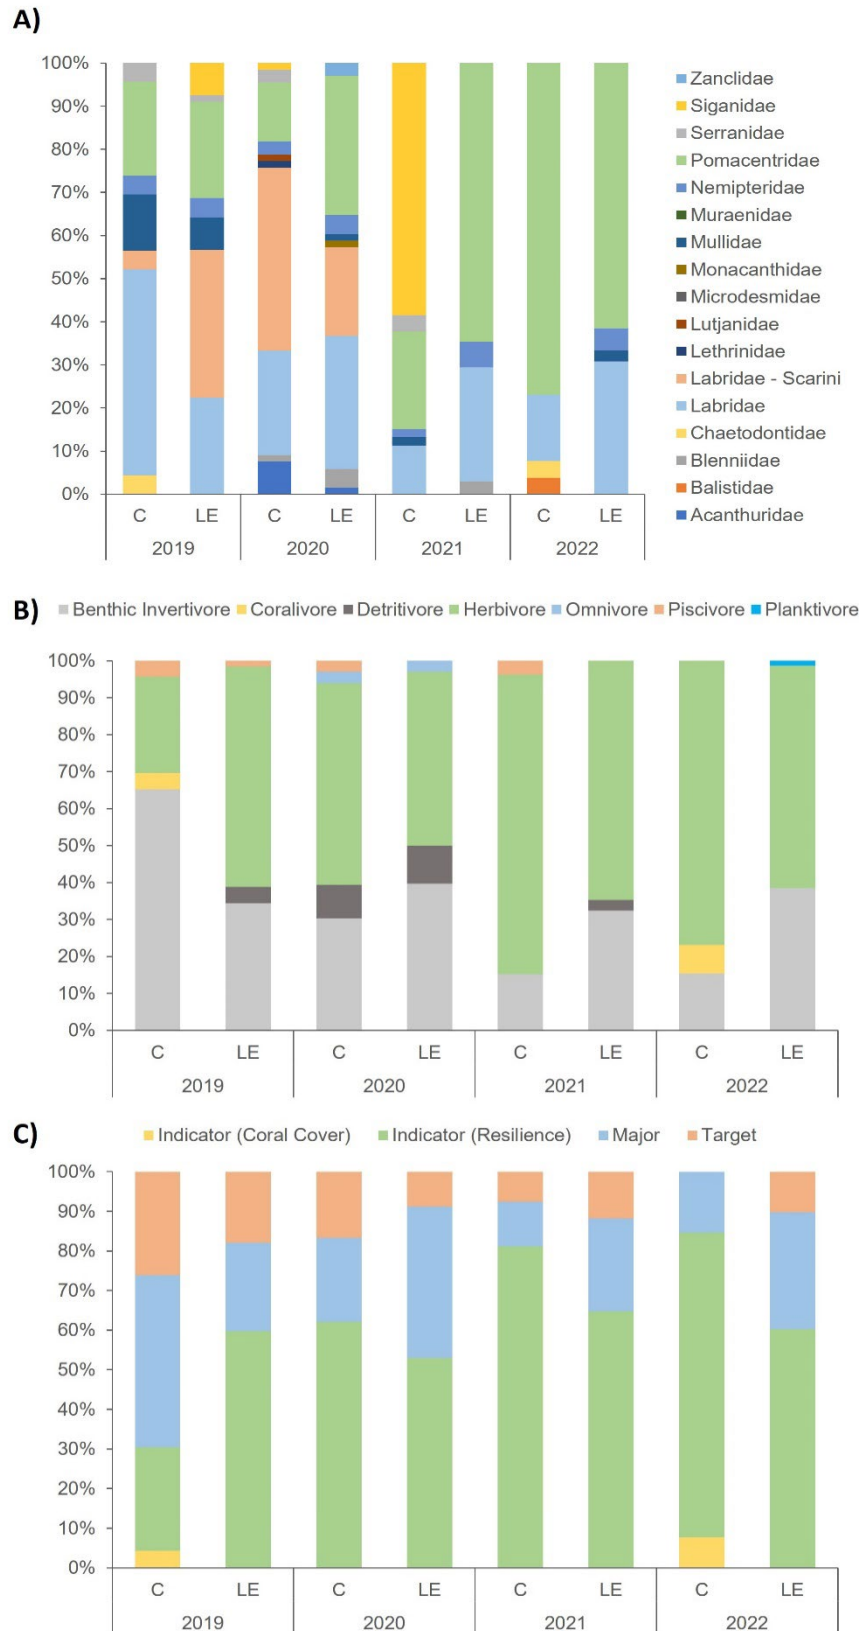 A)
100%
90%
80%
70%
60%
50%
40%
30%
20%
10%
0%
C LE C LE C LE C LE
2019 2020 2021 2022
Zanclidae
Siganidae
Serranidae
Pomacentridae
Nemipteridae
Muraenidae
Mullidae
Monacanthidae
Microdesmidae
Lutjanidae
Lethrinidae
Labridae - Scarini
Labridae
Chaetodontidae
Blenniidae
Balistidae
Acanthuridae
B)
Benthic Invertivore Coralivore Detritivore Herbivore Omnivore Piscivore Planktivore
100%
90%
80%
70%
60%
50%
40%
30%
20%
10%
0%
C LE C LE C LE C LE
2019 2020 2021 2022
C)
Indicator (Coral Cover) Indicator (Resilience) Major Target
100%
90%
80%
70%
60%
50%
40%
30%
20%
10%
0%
C LE C LE C LE C LE
2019 2020 2021 2022